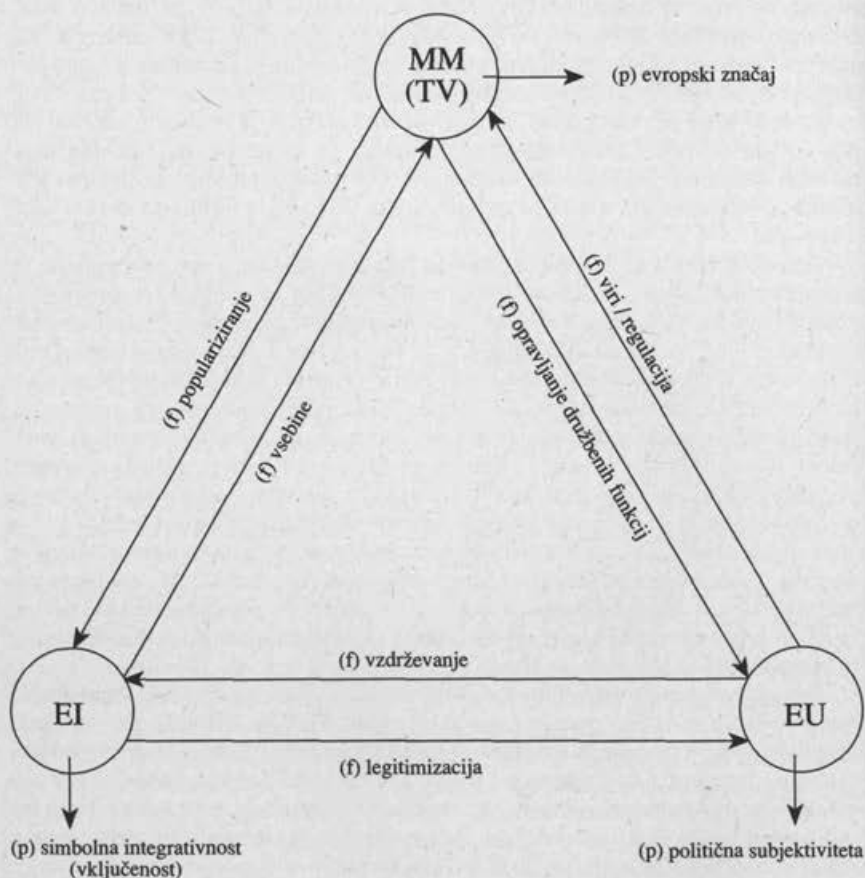 MM
(TV)
(p) evropski značaj
(f) populariziranje
(f) vsebine
(f) viri / regulacija
(f) opravljanje družbenih funkcij
(f) vzdrževanje
EI
EU
(f) legitimizacija
(p) simbolna integrativnost
(vključenost)
(p) politična subjektiviteta